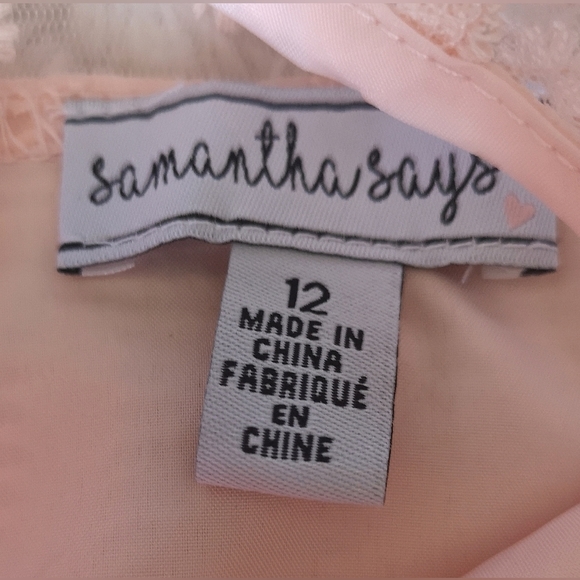 samantha says
12
MADE IN
CHINA
FABRIQUÉ
EN
CHINE